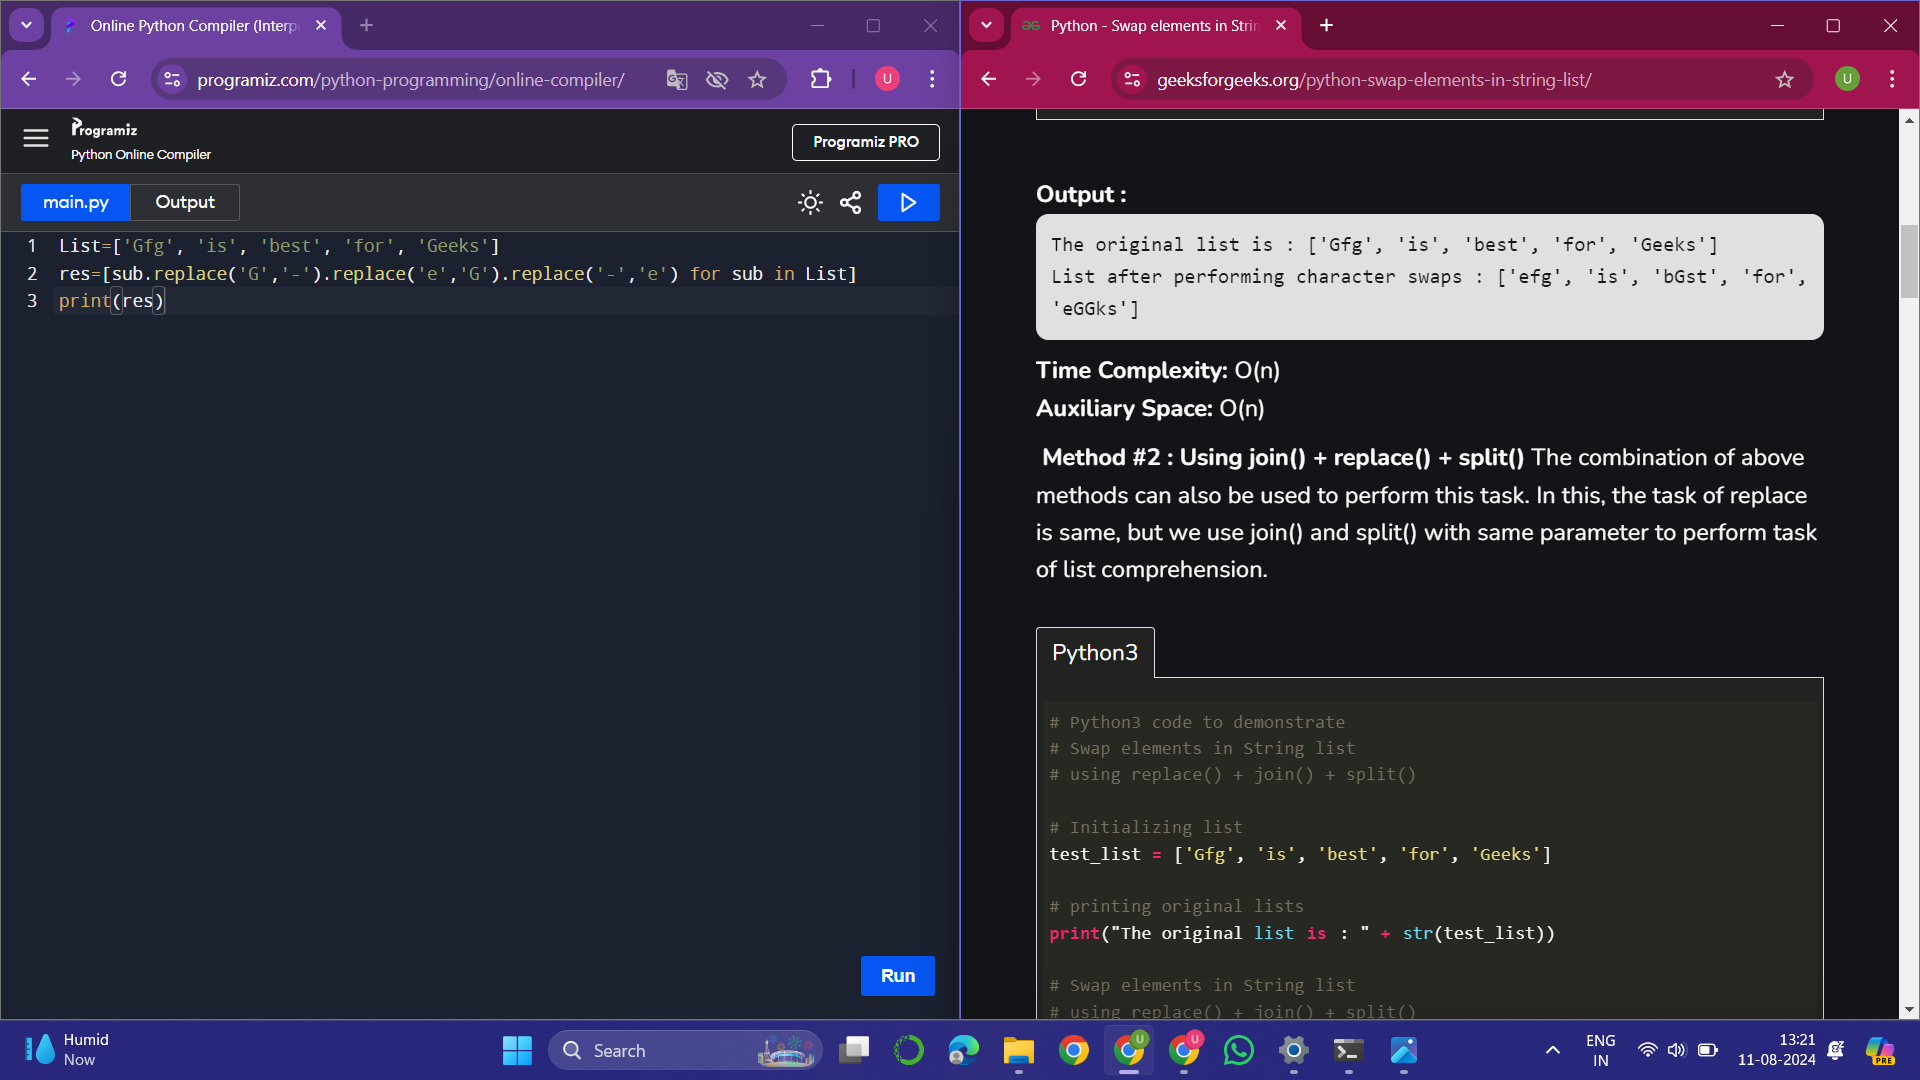 Online Python Compiler (Interp
programiz.com/python-programming/online-compiler/
U
Programiz
Python Online Compiler
Programiz PRO
main.py
Output
1 List=['Gfg', 'is', 'best', 'for', 'Geeks']
2 res=[sub.replace('G','-').replace('e','G').replace('-','e') for sub in List]
3 print(res)
Run
Python - Swap elements in Strin
geeksforgeeks.org/python-swap-elements-in-string-list/
U
Output :
The original list is : ['Gfg', 'is', 'best', 'for', 'Geeks']
List after performing character swaps : ['efg', 'is', 'bGst', 'for',
'eGGks']
Time Complexity: O(n)
Auxiliary Space: O(n)
Method #2 : Using join() + replace() + split() The combination of above
methods can also be used to perform this task. In this, the task of replace
is same, but we use join() and split() with same parameter to perform task
of list comprehension.
Python3
# Python3 code to demonstrate
# Swap elements in String list
# using replace() + join() + split()
# Initializing list
test_list = ['Gfg', 'is', 'best', 'for', 'Geeks']
# printing original lists
print("The original list is : " + str(test_list))
# Swap elements in String list
# using replace() + join() + split()
Humid
Now
Search
U
U
ENG
IN
13:21
11-08-2024
PRE